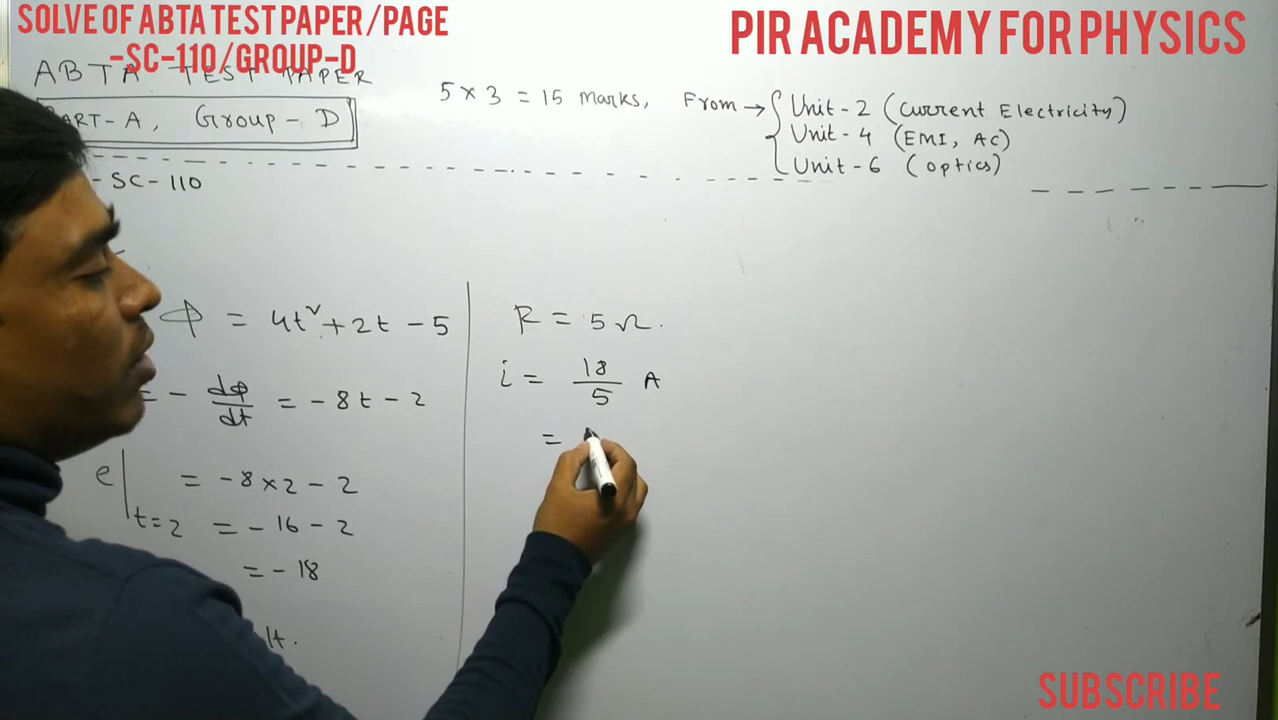 SOLVE OF ABTA TEST PAPER/PAGE
-SC-110/GROUP-D
PIR ACADEMY FOR PHYSICS
ABTA TEST PAPER
PART-A, Group-D
5 × 3 = 15 marks, From → { Unit-2 (Current Electricity)
Unit-4 (EMI, AC)
Unit-6 (optics)
-SC-110
ϕ = 4t² + 2t - 5
= - dϕ/dt = -8t - 2
e|t=2 = -8×2-2
= -16-2
= -18
lt.
R = 5Ω.
i = 18/5 A
=
SUBSCRIBE